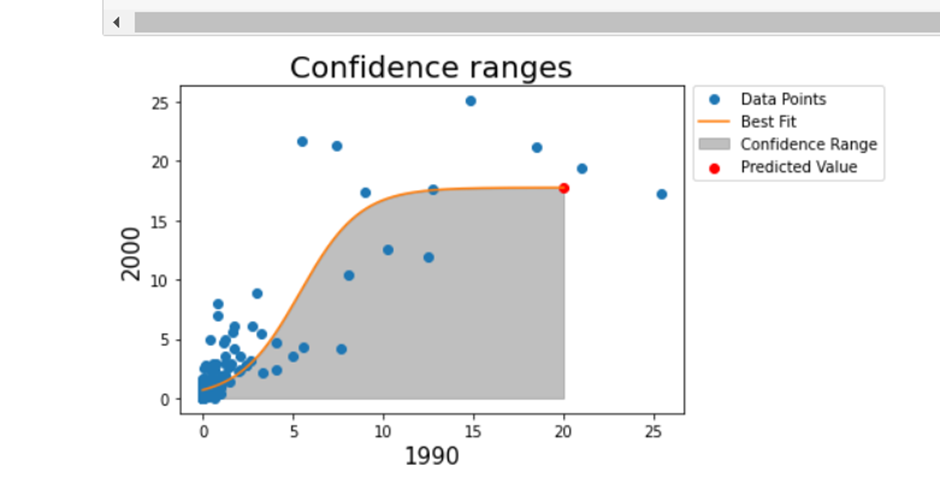 Confidence ranges
25
20
15
10
5
0
2000
0 5 10 15 20 25
1990
Data Points
Best Fit
Confidence Range
Predicted Value